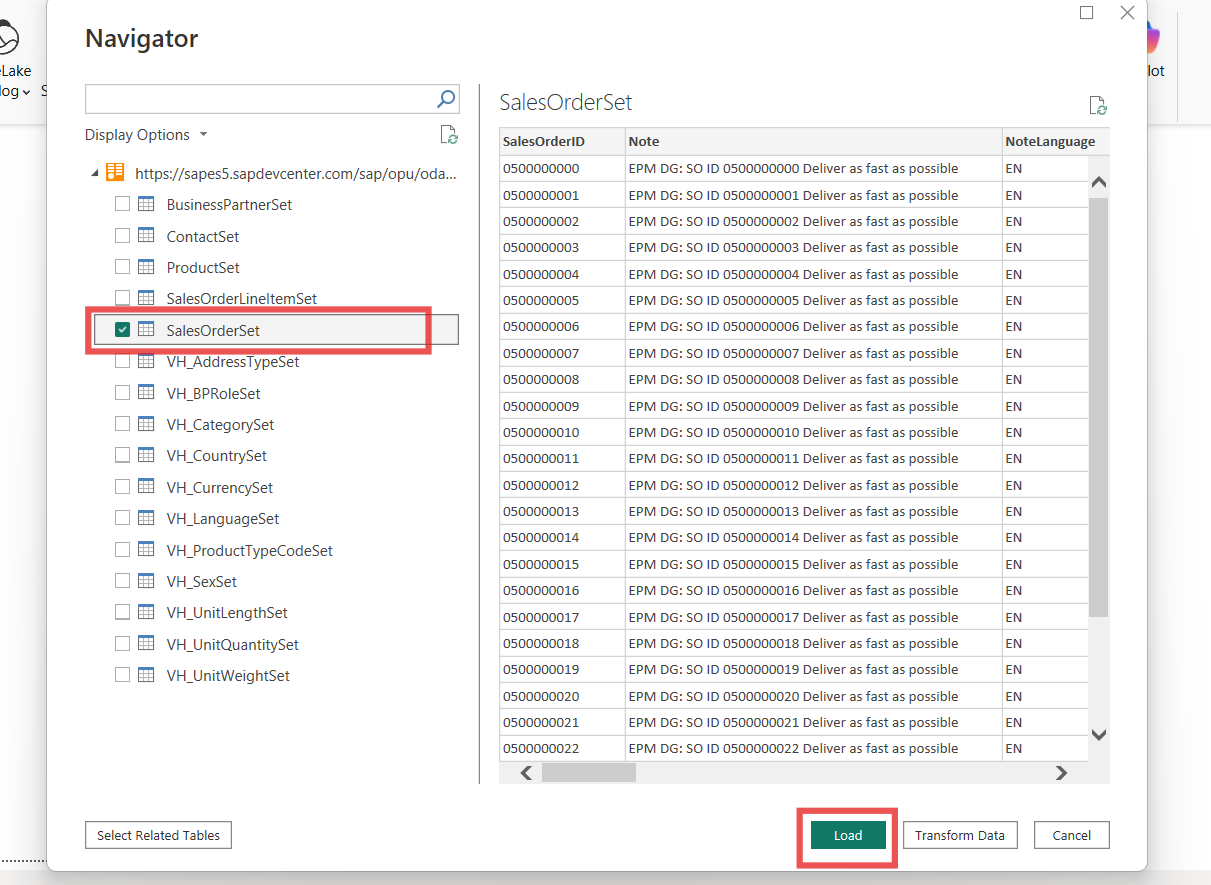 Navigator
Lake
log
S
lot
Display Options
https://sapes5.sapdevcenter.com/sap/opu/oda...
BusinessPartnerSet
ContactSet
ProductSet
SalesOrderLineItemSet
SalesOrderSet
VH_AddressTypeSet
VH_BPRoleSet
VH_CategorySet
VH_CountrySet
VH_CurrencySet
VH_LanguageSet
VH_ProductTypeCodeSet
VH_SexSet
VH_UnitLengthSet
VH_UnitQuantitySet
VH_UnitWeightSet
SalesOrderSet
SalesOrderID Note NoteLanguage
0500000000 EPM DG: SO ID 0500000000 Deliver as fast as possible EN
0500000001 EPM DG: SO ID 0500000001 Deliver as fast as possible EN
0500000002 EPM DG: SO ID 0500000002 Deliver as fast as possible EN
0500000003 EPM DG: SO ID 0500000003 Deliver as fast as possible EN
0500000004 EPM DG: SO ID 0500000004 Deliver as fast as possible EN
0500000005 EPM DG: SO ID 0500000005 Deliver as fast as possible EN
0500000006 EPM DG: SO ID 0500000006 Deliver as fast as possible EN
0500000007 EPM DG: SO ID 0500000007 Deliver as fast as possible EN
0500000008 EPM DG: SO ID 0500000008 Deliver as fast as possible EN
0500000009 EPM DG: SO ID 0500000009 Deliver as fast as possible EN
0500000010 EPM DG: SO ID 0500000010 Deliver as fast as possible EN
0500000011 EPM DG: SO ID 0500000011 Deliver as fast as possible EN
0500000012 EPM DG: SO ID 0500000012 Deliver as fast as possible EN
0500000013 EPM DG: SO ID 0500000013 Deliver as fast as possible EN
0500000014 EPM DG: SO ID 0500000014 Deliver as fast as possible EN
0500000015 EPM DG: SO ID 0500000015 Deliver as fast as possible EN
0500000016 EPM DG: SO ID 0500000016 Deliver as fast as possible EN
0500000017 EPM DG: SO ID 0500000017 Deliver as fast as possible EN
0500000018 EPM DG: SO ID 0500000018 Deliver as fast as possible EN
0500000019 EPM DG: SO ID 0500000019 Deliver as fast as possible EN
0500000020 EPM DG: SO ID 0500000020 Deliver as fast as possible EN
0500000021 EPM DG: SO ID 0500000021 Deliver as fast as possible EN
0500000022 EPM DG: SO ID 0500000022 Deliver as fast as possible EN
Select Related Tables
Load
Transform Data
Cancel